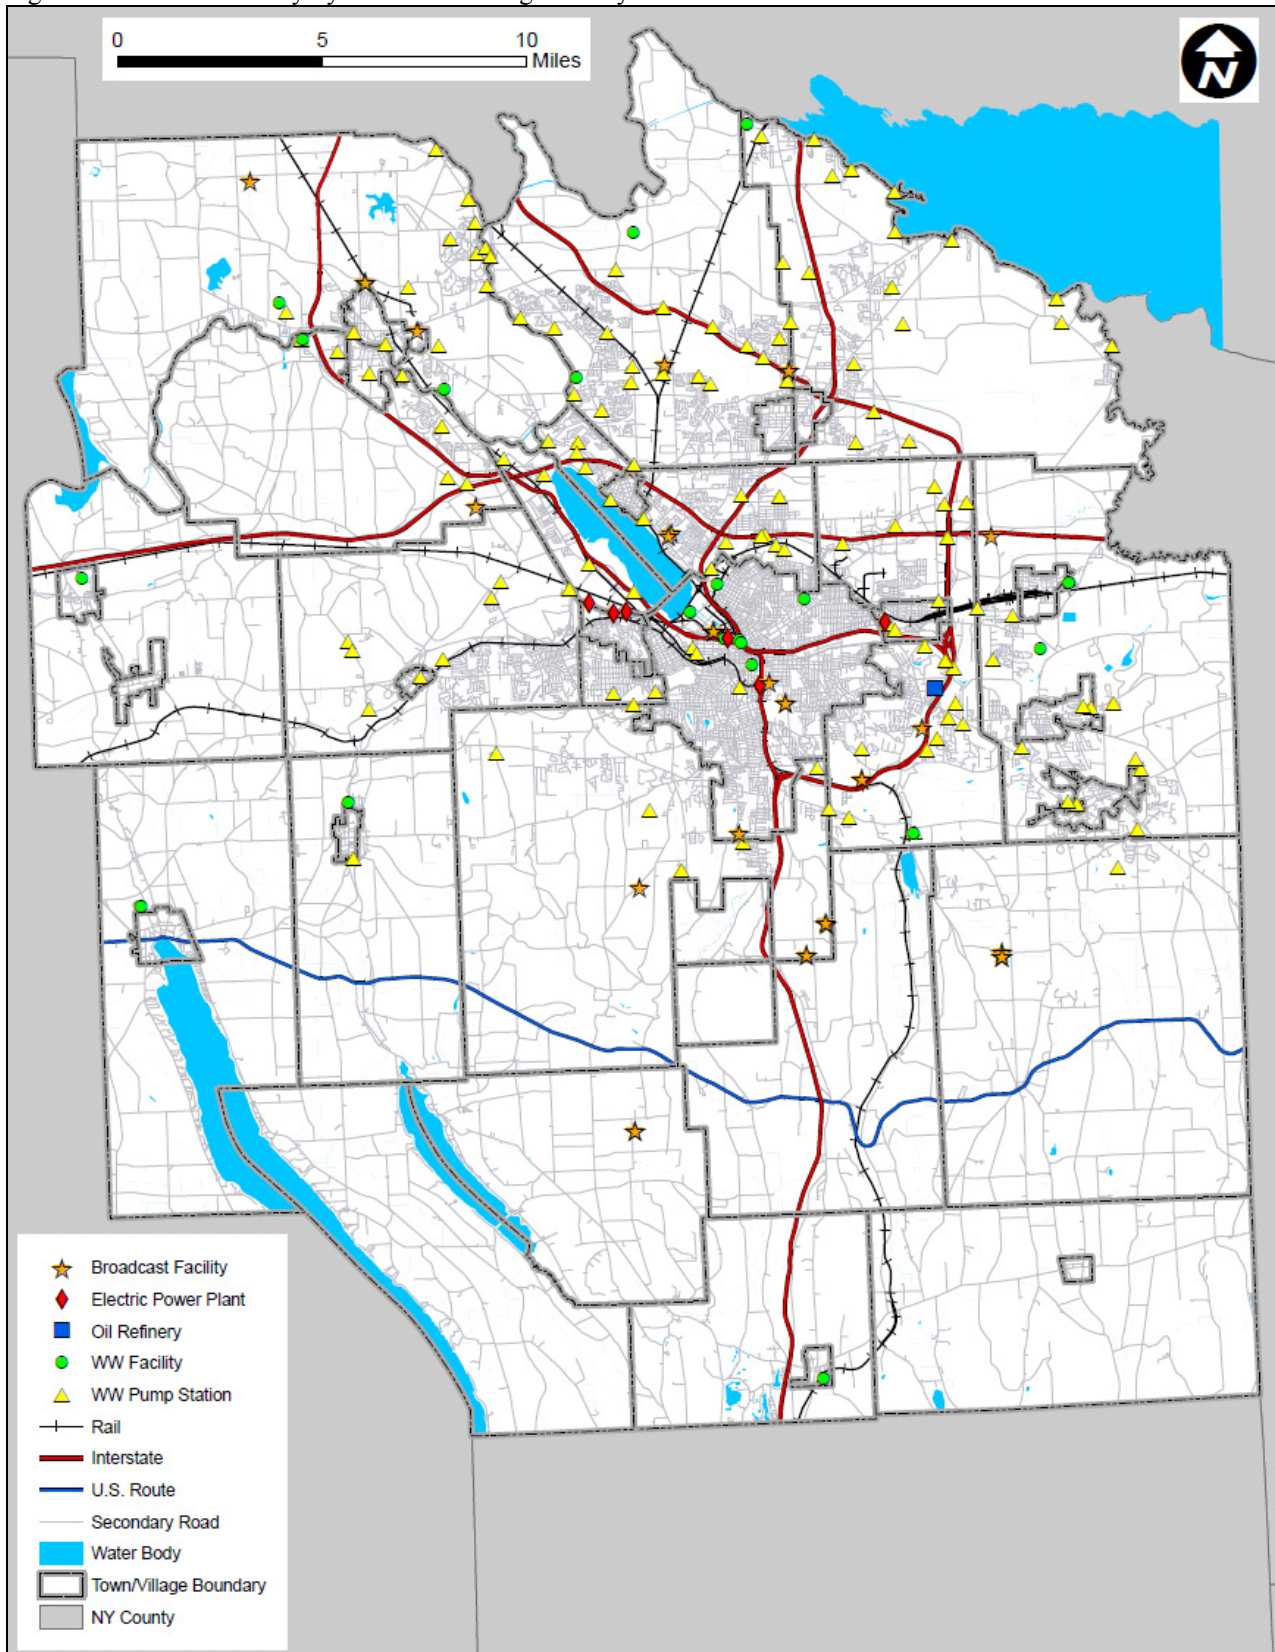 0 5 10
Miles
N
Broadcast Facility
Electric Power Plant
Oil Refinery
WW Facility
WW Pump Station
Rail
Interstate
U.S. Route
Secondary Road
Water Body
Town/Village Boundary
NY County